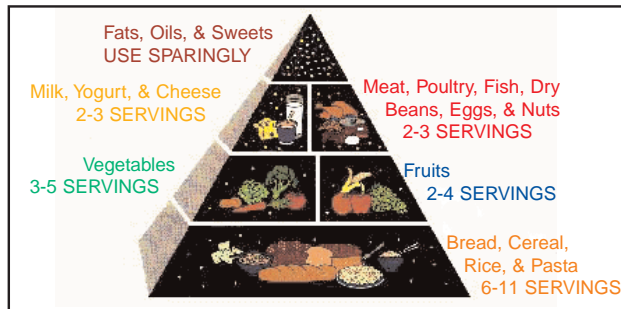 Fats, Oils, & Sweets
USE SPARINGLY
Milk, Yogurt, & Cheese
2-3 SERVINGS
Meat, Poultry, Fish, Dry
Beans, Eggs, & Nuts
2-3 SERVINGS
Vegetables
3-5 SERVINGS
Fruits
2-4 SERVINGS
Bread, Cereal,
Rice, & Pasta
6-11 SERVINGS